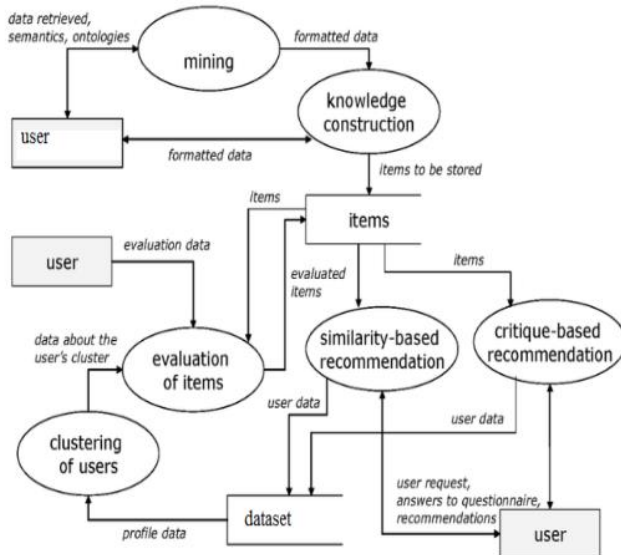 data retrieved,
semantics, ontologies
mining
formatted data
knowledge
construction
user
formatted data
items to be stored
items
items
items
user
evaluation data
evaluated
items
data about the
user's cluster
evaluation
of items
similarity-based
recommendation
critique-based
recommendation
user data
user data
clustering
of users
user request,
answers to questionnaire,
recommendations
dataset
profile data
user